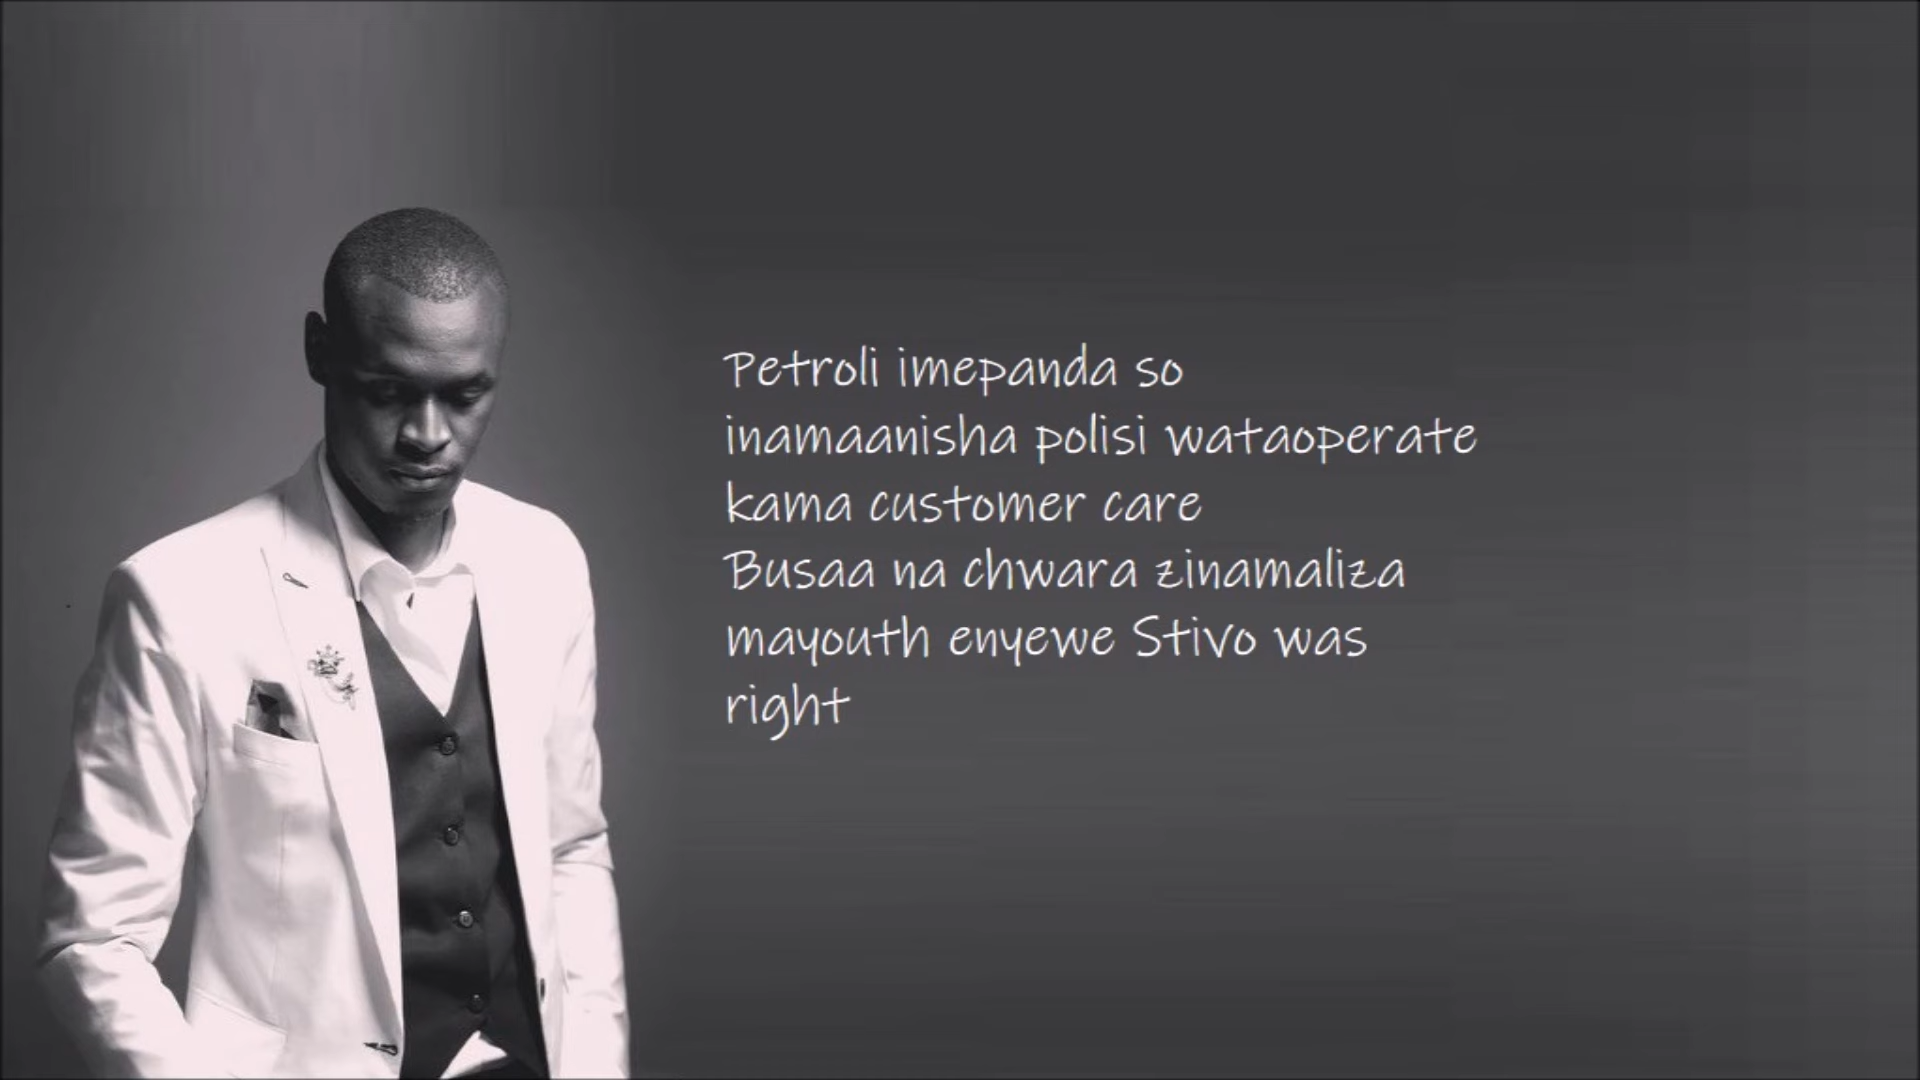 Petroli imepanda so
inamaanisha polisi wataoperate
kama customer care
Busaa na chwara zinamaliza
mayouth enyewe Stivo was
right